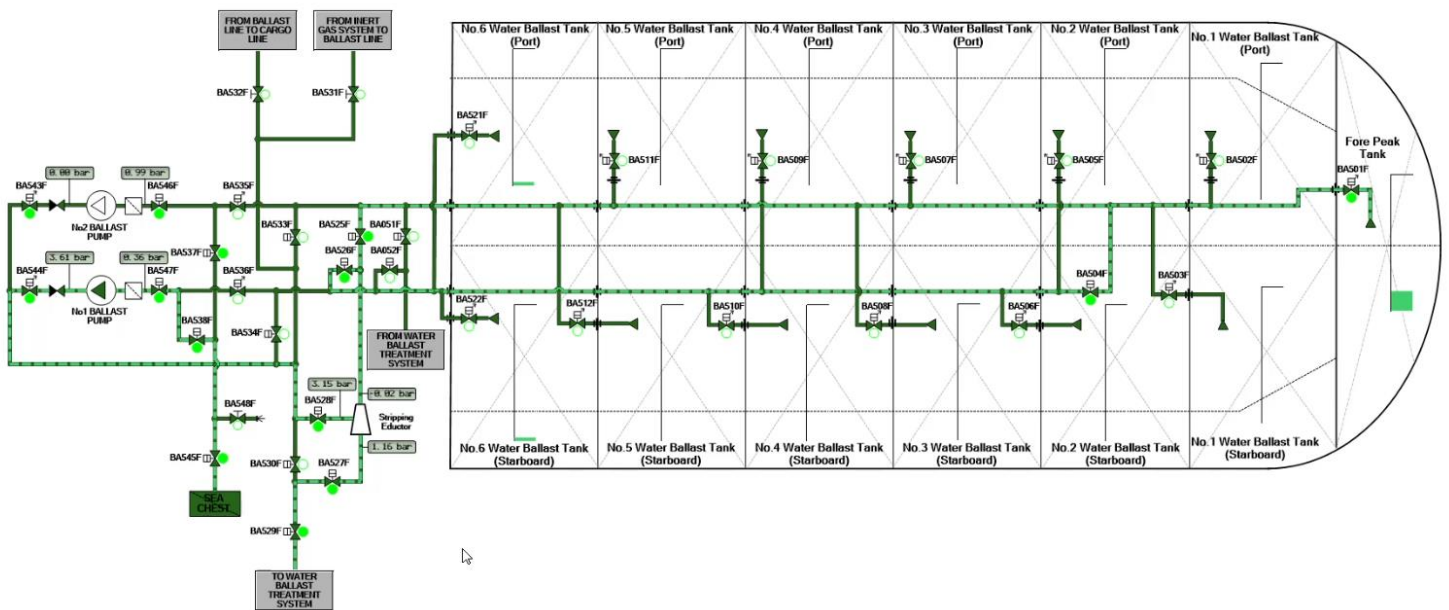 FROM BALLAST
LINE TO CARGO
LINE
FROM INERT
GAS SYSTEM TO
BALLAST LINE
No.6 Water Ballast Tank
(Port)
No.5 Water Ballast Tank
(Port)
No.4 Water Ballast Tank
(Port)
No.3 Water Ballast Tank
(Port)
No.2 Water Ballast Tank
(Port)
No.1 Water Ballast Tank
(Port)
BA532F
BA531F
BA521F
BA511F
BA509F
BA507F
BA505F
BA502F
Fore Peak
Tank
BA501F
0.00 bar
0.99 bar
BA543F
BA546F
BA535F
No2 BALLAST
PUMP
BA533F
BA525F
BA051F
BA537F
BA526F
BA052F
3.61 bar
0.36 bar
BA544F
BA547F
BA536F
BA504F
BA503F
No1 BALLAST
PUMP
BA522F
BA512F
BA510F
BA508F
BA506F
BA538F
BA534F
FROM WATER
BALLAST
TREATMENT
SYSTEM
3.15 bar
-0.02 bar
BA528F
BA548F
Stripping
Eductor
1.16 bar
BA545F
BA530F
BA527F
No.6 Water Ballast Tank
(Starboard)
No.5 Water Ballast Tank
(Starboard)
No.4 Water Ballast Tank
(Starboard)
No.3 Water Ballast Tank
(Starboard)
No.2 Water Ballast Tank
(Starboard)
No.1 Water Ballast Tank
(Starboard)
SEA
CHEST
BA529F
TO WATER
BALLAST
TREATMENT
SYSTEM